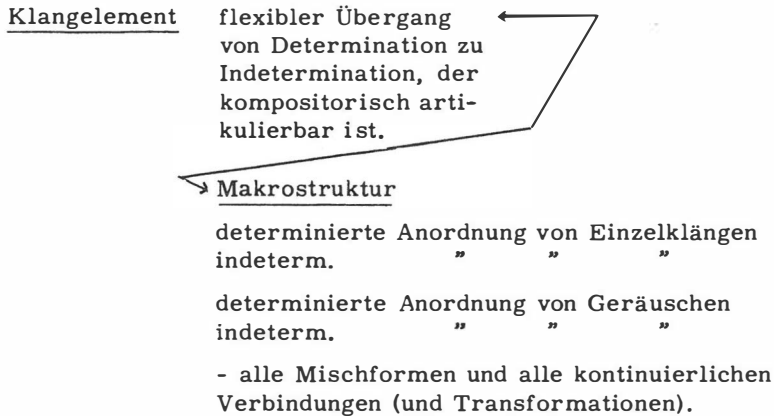 Klangelement flexibler Übergang
von Determination zu
Indetermination, der
kompositorisch arti-
kulierbar ist.
Makrostruktur
determinierte Anordnung von Einzelklängen
indeterm. " " "
determinierte Anordnung von Geräuschen
indeterm. " " "
- alle Mischformen und alle kontinuierlichen
Verbindungen (und Transformationen).